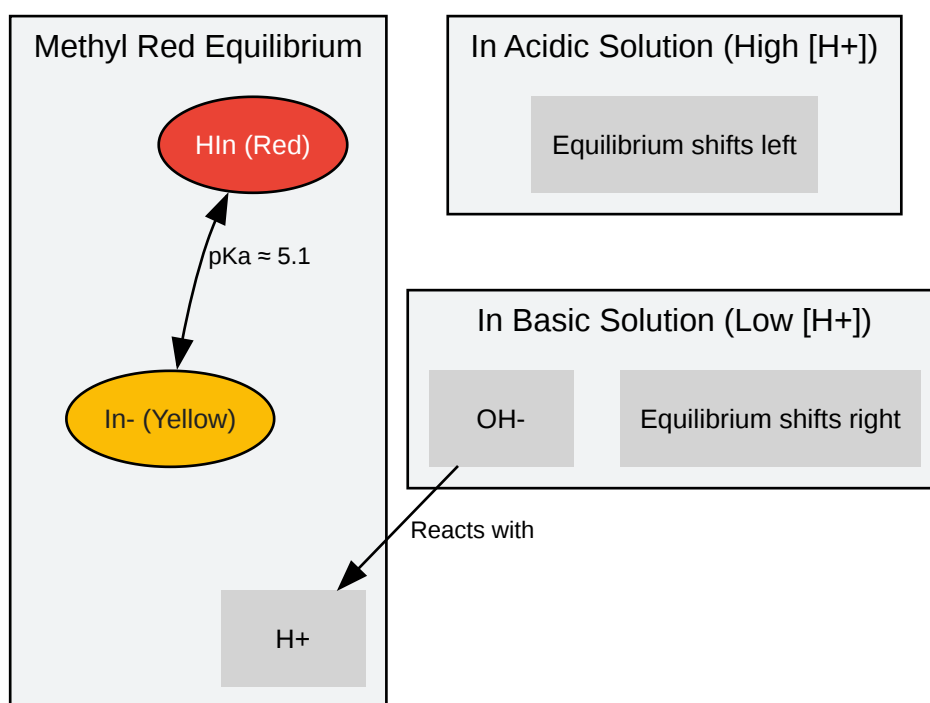 Methyl Red Equilibrium
HIn (Red)
pKa ≈ 5.1
In- (Yellow)
H+
In Acidic Solution (High [H+])
Equilibrium shifts left
In Basic Solution (Low [H+])
OH-
Equilibrium shifts right
Reacts with